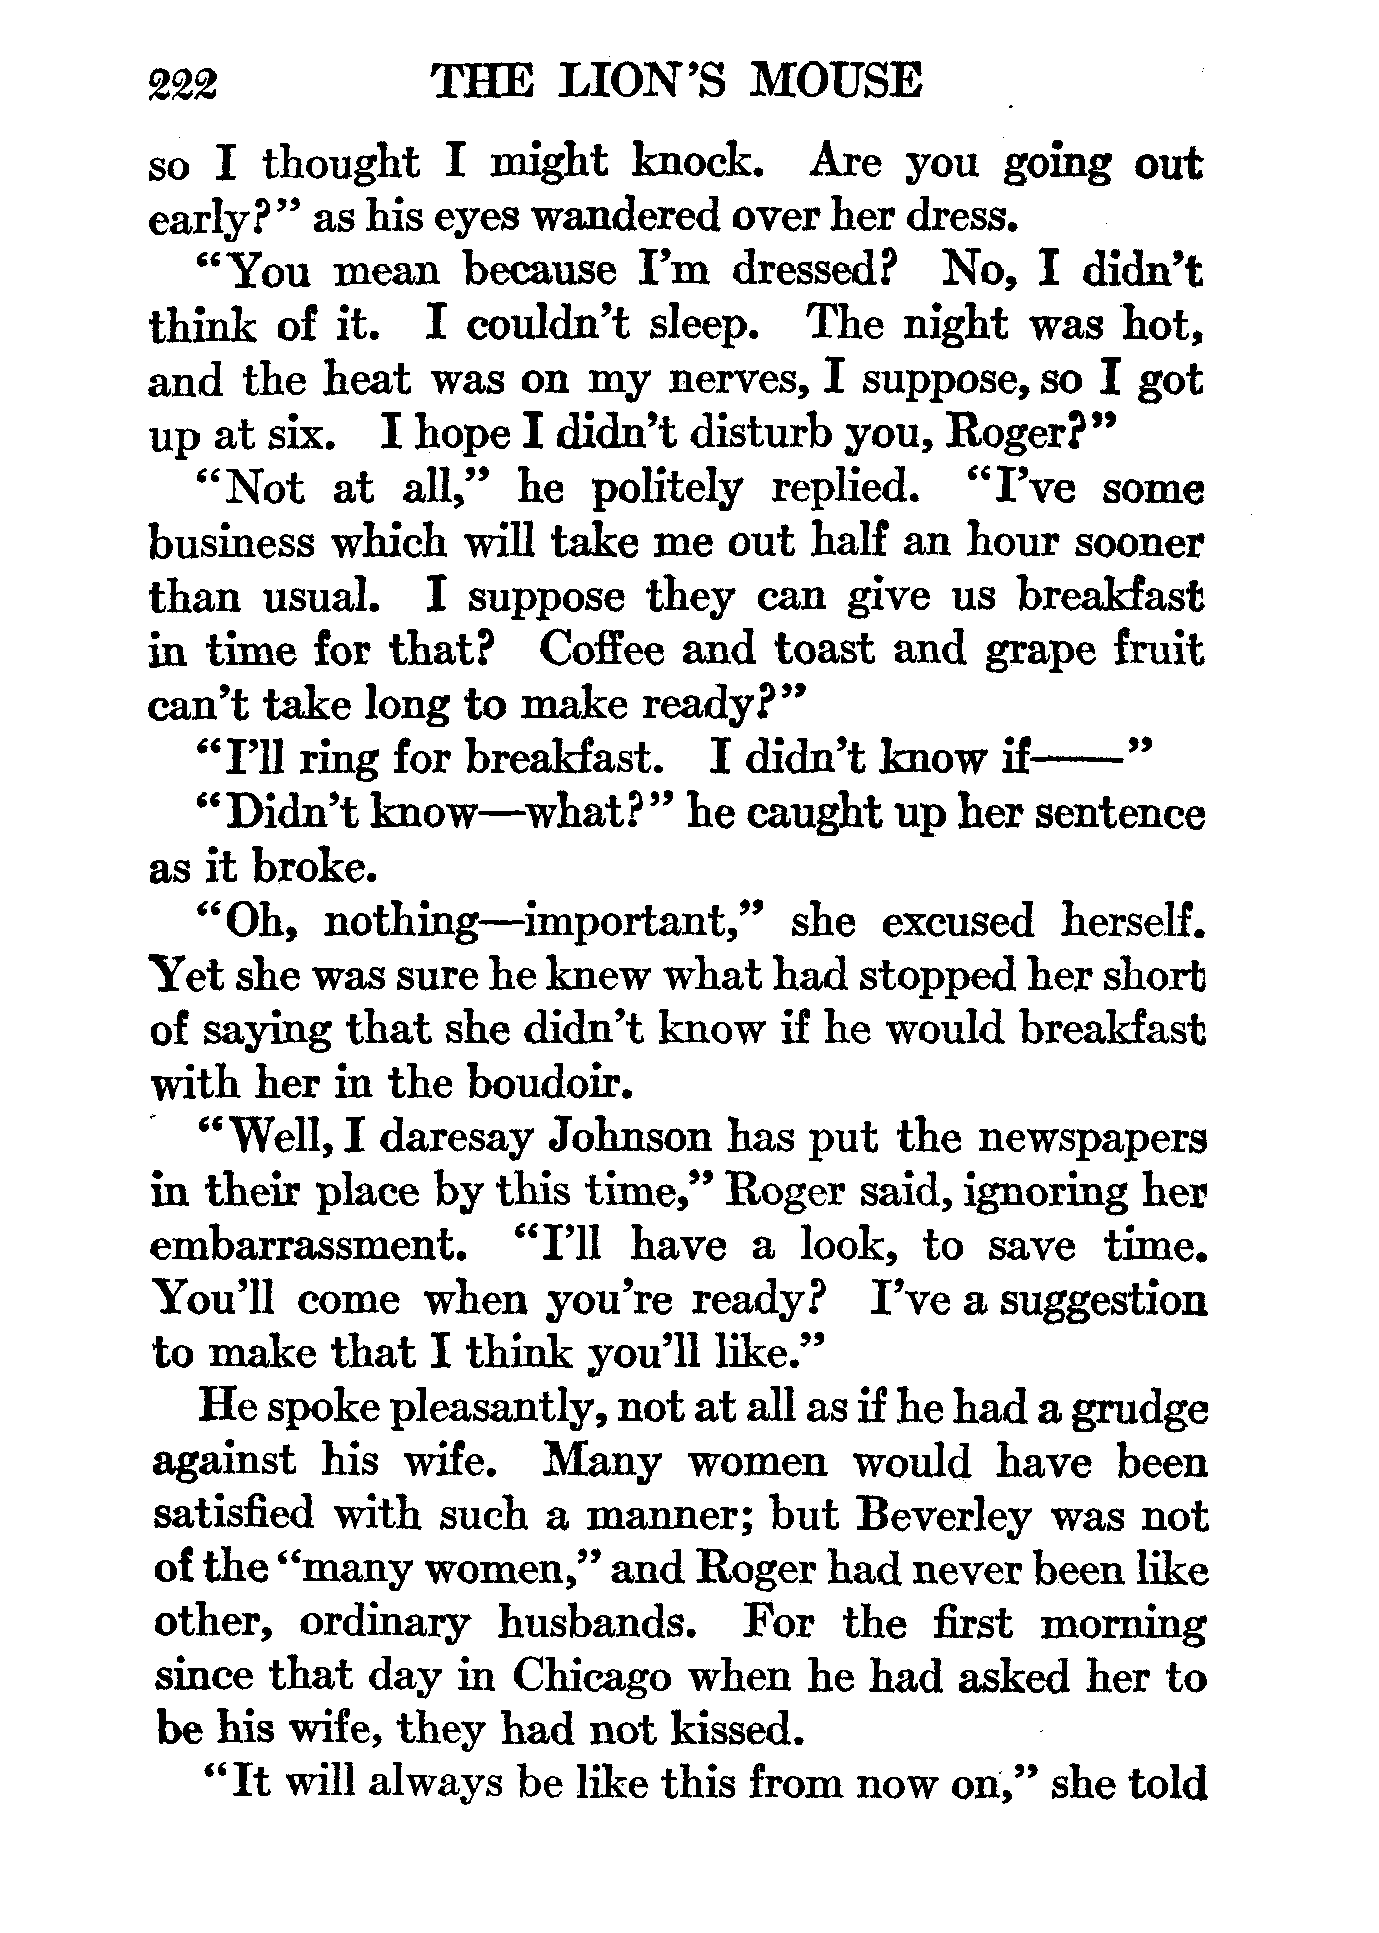 222 THE LION'S MOUSE
so I thought I might knock. Are you going out
early?" as his eyes wandered over her dress.
"You mean because I'm dressed? No, I didn't
think of it. I couldn't sleep. The night was hot,
and the heat was on my nerves, I suppose, so I got
up at six. I hope I didn't disturb you, Roger?"
"Not at all," he politely replied. "I've some
business which will take me out half an hour sooner
than usual. I suppose they can give us breakfast
in time for that? Coffee and toast and grape fruit
can't take long to make ready?"
"I'll ring for breakfast. I didn't know if——"
"Didn't know—what?" he caught up her sentence
as it broke.
"Oh, nothing—important," she excused herself.
Yet she was sure he knew what had stopped her short
of saying that she didn't know if he would breakfast
with her in the boudoir.
"Well, I daresay Johnson has put the newspapers
in their place by this time," Roger said, ignoring her
embarrassment. "I'll have a look, to save time.
You'll come when you're ready? I've a suggestion
to make that I think you'll like."
He spoke pleasantly, not at all as if he had a grudge
against his wife. Many women would have been
satisfied with such a manner; but Beverley was not
of the "many women," and Roger had never been like
other, ordinary husbands. For the first morning
since that day in Chicago when he had asked her to
be his wife, they had not kissed.
"It will always be like this from now on," she told